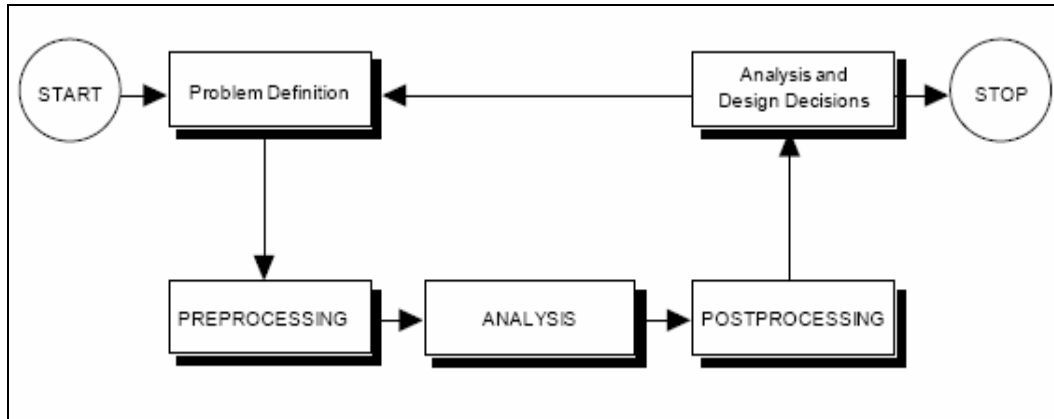 START
Problem Definition
Analysis and
Design Decisions
STOP
PREPROCESSING
ANALYSIS
POSTPROCESSING